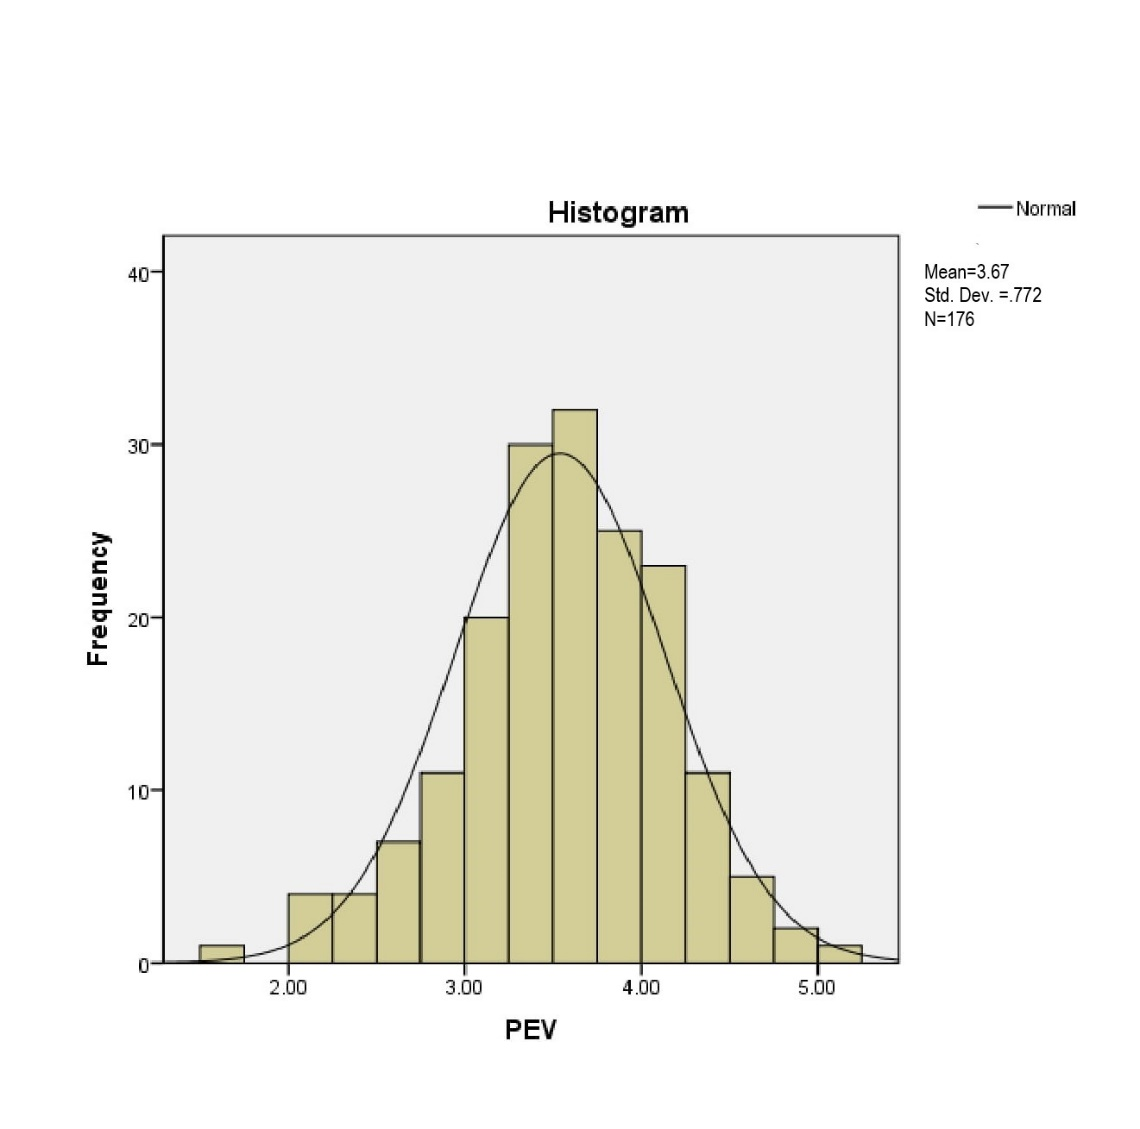 Histogram
Normal
Mean=3.67
Std. Dev. =.772
N=176
40
30
20
10
0
Frequency
2.00 3.00 4.00 5.00
PEV